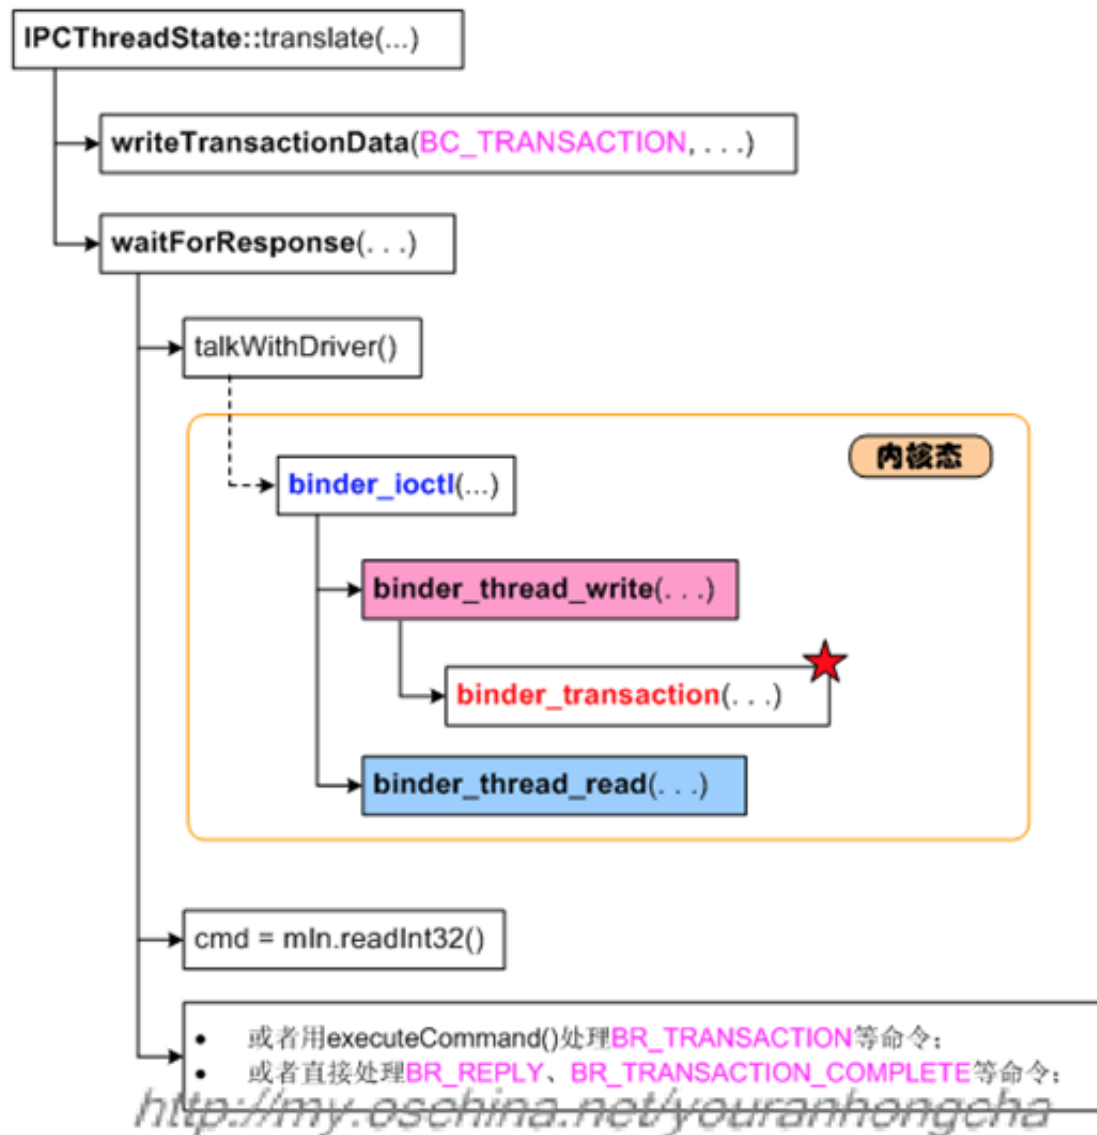 IPCThreadState::translate(...)
writeTransactionData(BC_TRANSACTION, . . .)
waitForResponse(. . .)
talkWithDriver()
内核态
binder_ioctl(...)
binder_thread_write(. . .)
binder_transaction(. . .)
binder_thread_read(. . .)
cmd = mIn.readInt32()
• 或者用executeCommand()处理BR_TRANSACTION等命令;
• 或者直接处理BR_REPLY、BR_TRANSACTION_COMPLETE等命令;
http://my.oschina.net/youranhongcha